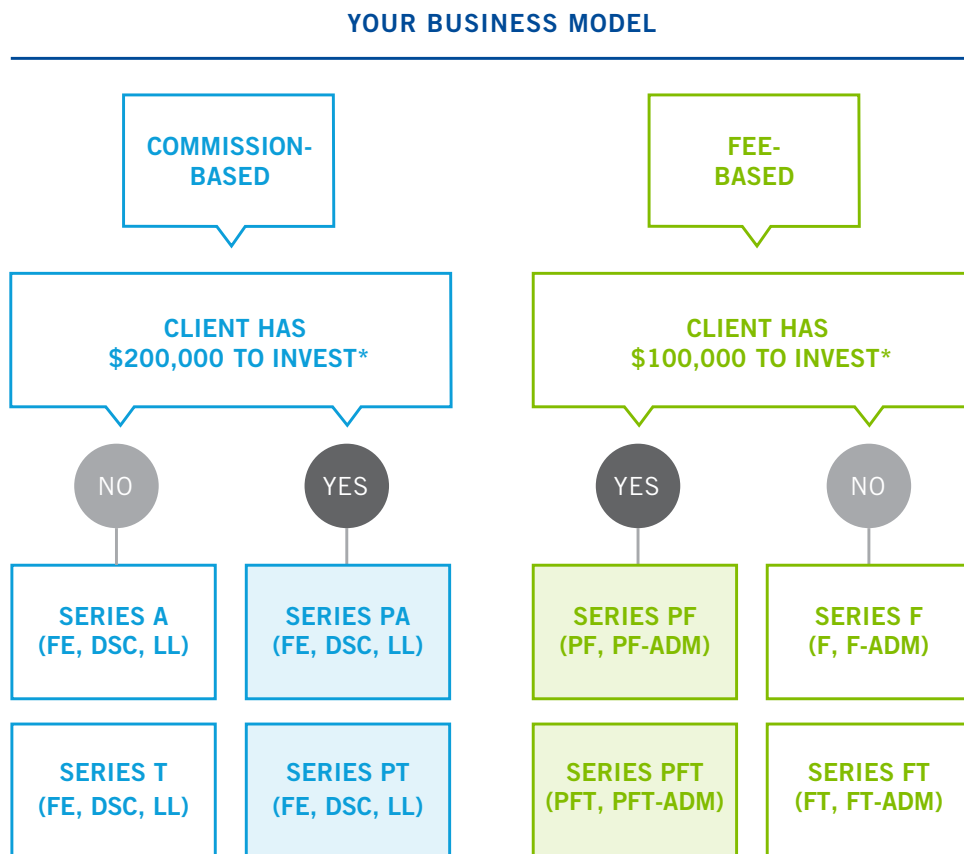 YOUR BUSINESS MODEL
COMMISSION-
BASED
FEE-
BASED
CLIENT HAS
$200,000 TO INVEST*
CLIENT HAS
$100,000 TO INVEST*
NO
YES
YES
NO
SERIES A
(FE, DSC, LL)
SERIES PA
(FE, DSC, LL)
SERIES PF
(PF, PF-ADM)
SERIES F
(F, F-ADM)
SERIES T
(FE, DSC, LL)
SERIES PT
(FE, DSC, LL)
SERIES PFT
(PFT, PFT-ADM)
SERIES FT
(FT, FT-ADM)